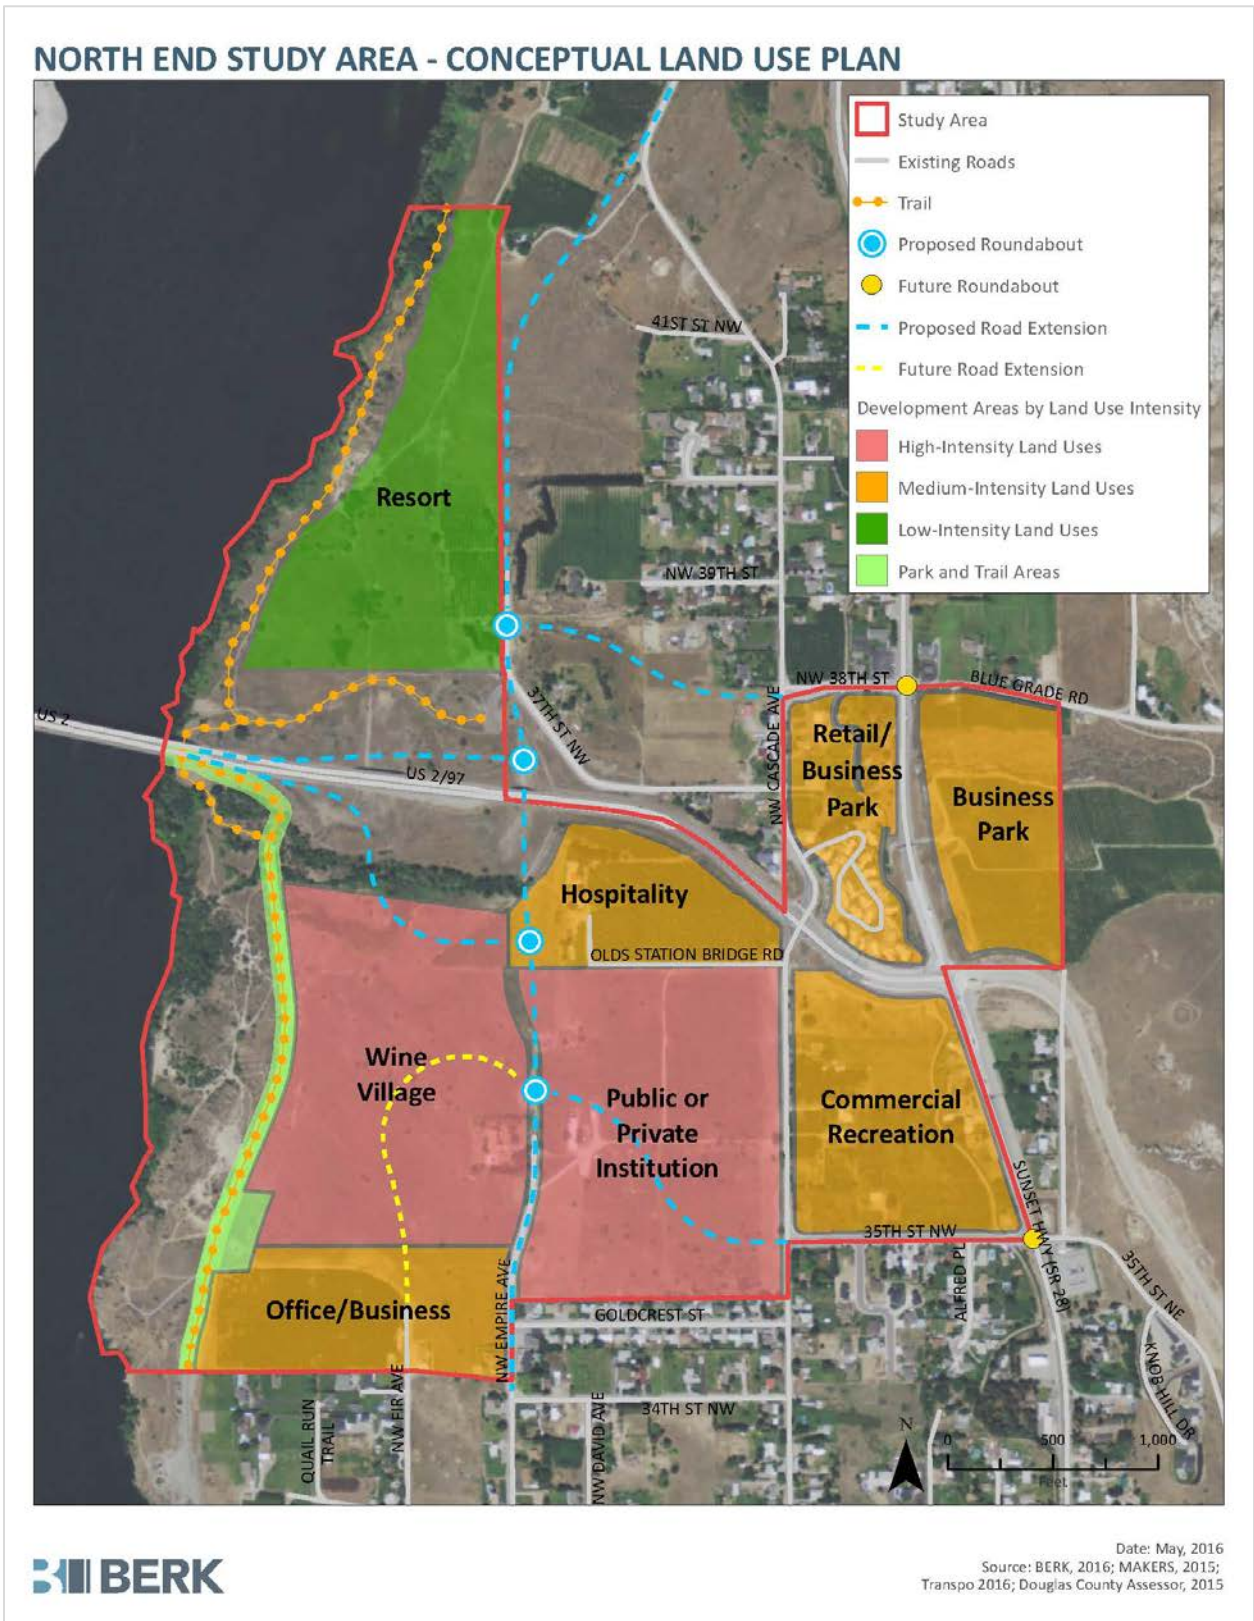 NORTH END STUDY AREA - CONCEPTUAL LAND USE PLAN
Study Area
Existing Roads
Trail
Proposed Roundabout
Future Roundabout
Proposed Road Extension
Future Road Extension
Development Areas by Land Use Intensity
High-Intensity Land Uses
Medium-Intensity Land Uses
Low-Intensity Land Uses
Park and Trail Areas
41ST ST NW
Resort
NW 39TH ST
NW 38TH ST
BLUE GRADE RD
37TH ST NW
NW CASCADE AVE
US 2
US 2/97
Retail/
Business
Park
Business
Park
Hospitality
OLDS STATION BRIDGE RD
Wine
Village
Public or
Private
Institution
Commercial
Recreation
SUNSET HWY (SR 28)
35TH ST NW
35TH ST NE
ALFRED PL
Office/Business
NW EMPIRE AVE
GOLDCREST ST
KNOB HILL DR
34TH ST NW
QUAIL RUN
TRAIL
NW FIR AVE
NW DAVID AVE
N
0 500 1,000
Feet
BERK
Date: May, 2016
Source: BERK, 2016; MAKERS, 2015;
Transpo 2016; Douglas County Assessor, 2015